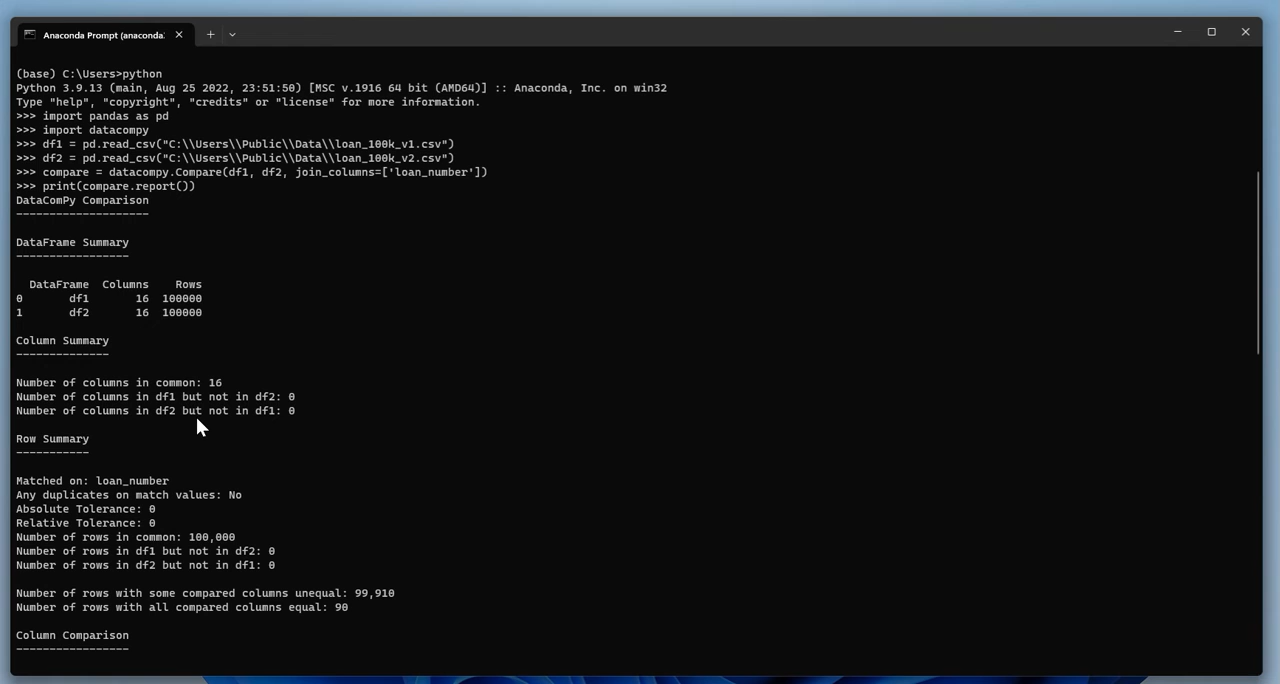 Anaconda Prompt (anaconda:
(base) C:\Users>python
Python 3.9.13 (main, Aug 25 2022, 23:51:50) [MSC v.1916 64 bit (AMD64)] :: Anaconda, Inc. on win32
Type "help", "copyright", "credits" or "license" for more information.
>>> import pandas as pd
>>> import datacompy
>>> df1 = pd.read_csv("C:\\Users\\Public\\Data\\loan_100k_v1.csv")
>>> df2 = pd.read_csv("C:\\Users\\Public\\Data\\loan_100k_v2.csv")
>>> compare = datacompy.Compare(df1, df2, join_columns=['loan_number'])
>>> print(compare.report())
DataComPy Comparison
--------------------
DataFrame Summary
-----------------
  DataFrame  Columns    Rows
0       df1       16  100000
1       df2       16  100000
Column Summary
--------------
Number of columns in common: 16
Number of columns in df1 but not in df2: 0
Number of columns in df2 but not in df1: 0
Row Summary
-----------
Matched on: loan_number
Any duplicates on match values: No
Absolute Tolerance: 0
Relative Tolerance: 0
Number of rows in common: 100,000
Number of rows in df1 but not in df2: 0
Number of rows in df2 but not in df1: 0
Number of rows with some compared columns unequal: 99,910
Number of rows with all compared columns equal: 90
Column Comparison
-----------------